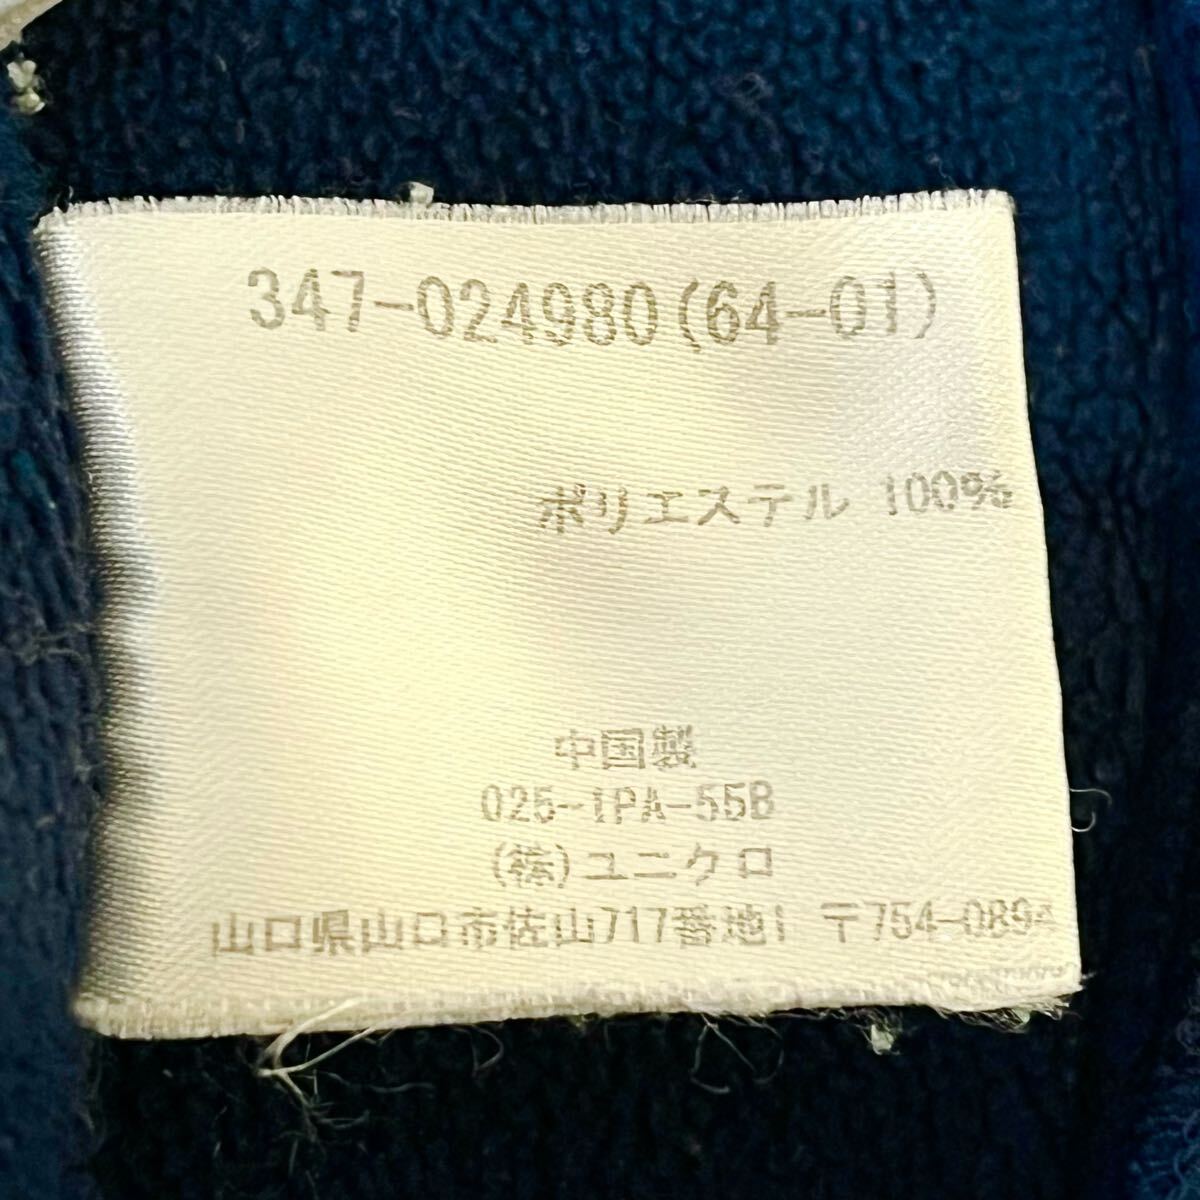 347-024980(64-01)
ポリエステル 100%
中国製
025-1PA-55B
(株)ユニクロ
山口県山口市佐山717番地1 〒754-0894